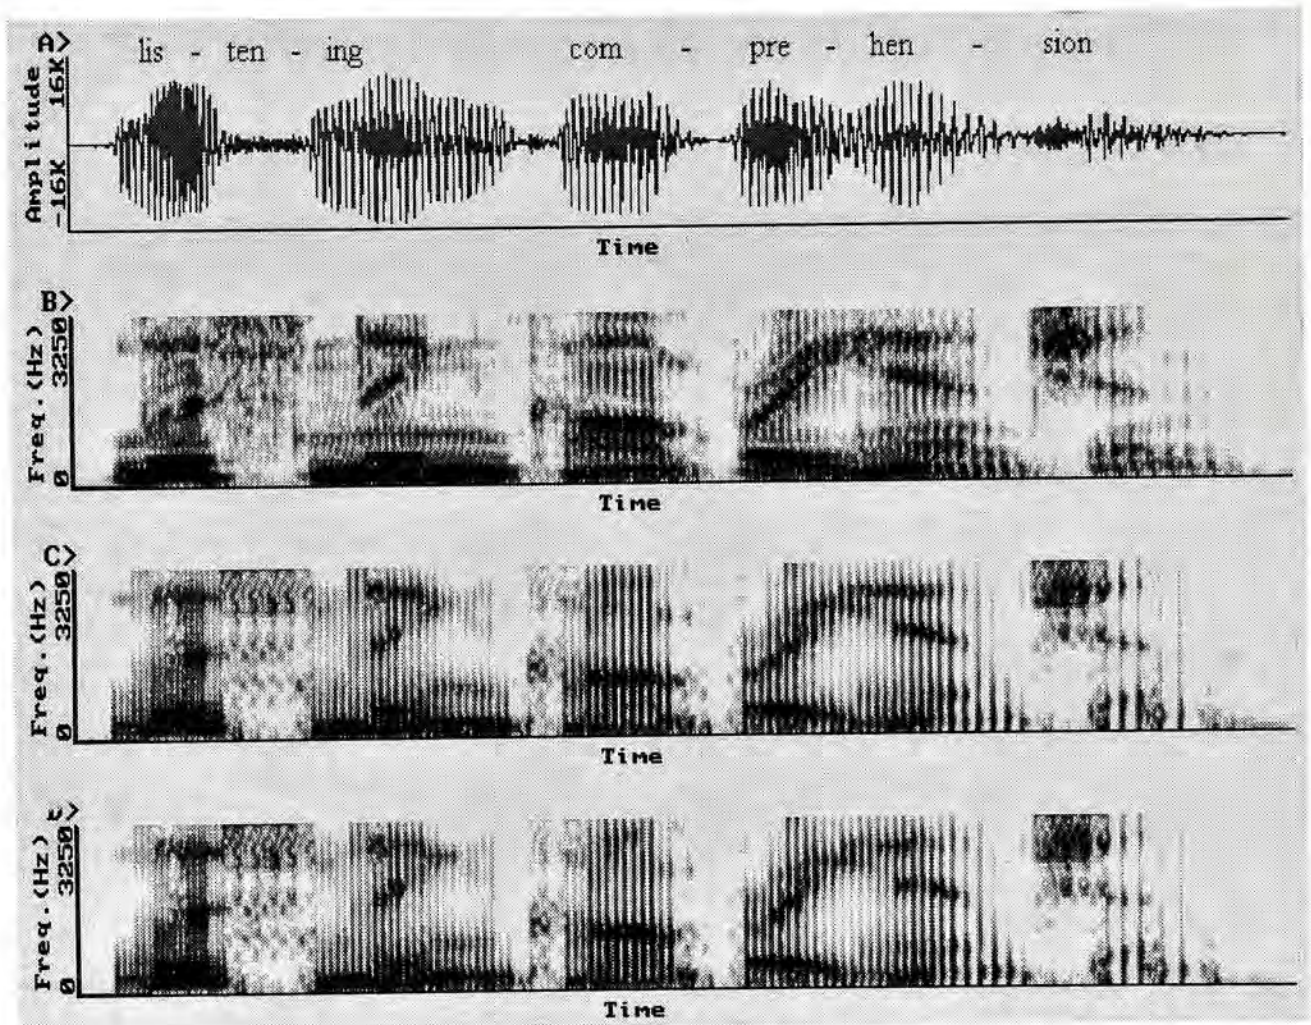 A> lis - ten - ing com - pre - hen - sion
Amplitude
-16K 16K
Time
B>
Freq.(Hz)
0 3250
Time
C>
Freq.(Hz)
0 3250
Time
Freq.(Hz)
0 3250
Time